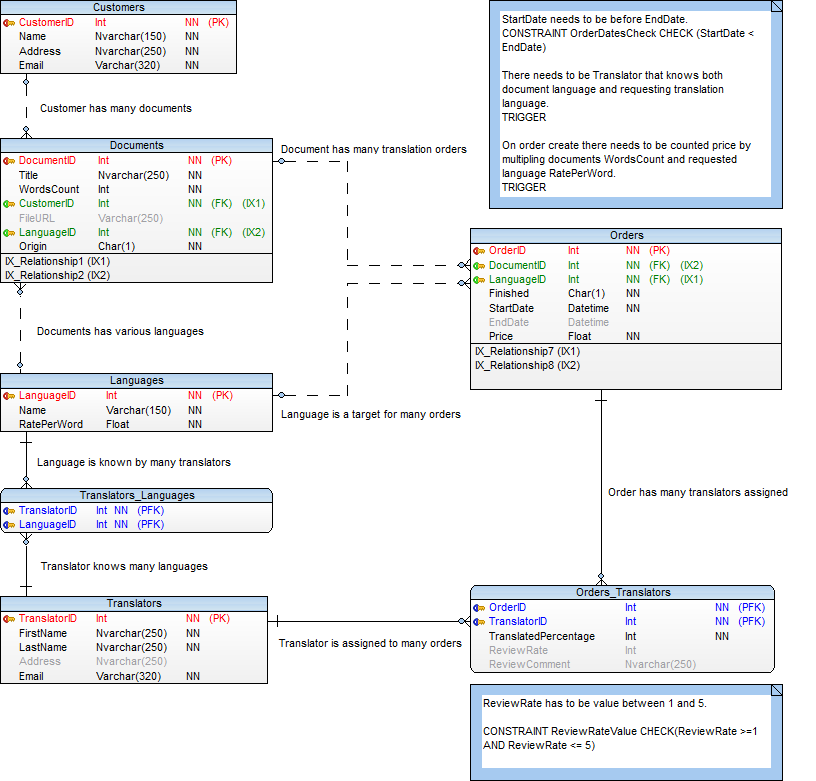 Customers
CustomerID Int NN (PK)
Name Nvarchar(150) NN
Address Nvarchar(250) NN
Email Varchar(320) NN
Customer has many documents
Documents
DocumentID Int NN (PK)
Title Nvarchar(250) NN
WordsCount Int NN
CustomerID Int NN (FK) (IX1)
FileURL Varchar(250)
LanguageID Int NN (FK) (IX2)
Origin Char(1) NN
IX_Relationship1 (IX1)
IX_Relationship2 (IX2)
Document has many translation orders
Documents has various languages
Languages
LanguageID Int NN (PK)
Name Varchar(150) NN
RatePerWord Float NN
Language is a target for many orders
Language is known by many translators
Translators_Languages
TranslatorID Int NN (PFK)
LanguageID Int NN (PFK)
Translator knows many languages
Translators
TranslatorID Int NN (PK)
FirstName Nvarchar(250) NN
LastName Nvarchar(250) NN
Address Nvarchar(250)
Email Varchar(320) NN
Translator is assigned to many orders
StartDate needs to be before EndDate.
CONSTRAINT OrderDatesCheck CHECK (StartDate <
EndDate)
There needs to be Translator that knows both
document language and requesting translation
language.
TRIGGER
On order create there needs to be counted price by
multipling documents WordsCount and requested
language RatePerWord.
TRIGGER
Orders
OrderID Int NN (PK)
DocumentID Int NN (FK) (IX2)
LanguageID Int NN (FK) (IX1)
Finished Char(1) NN
StartDate Datetime NN
EndDate Datetime
Price Float NN
IX_Relationship7 (IX1)
IX_Relationship8 (IX2)
Order has many translators assigned
Orders_Translators
OrderID Int NN (PFK)
TranslatorID Int NN (PFK)
TranslatedPercentage Int NN
ReviewRate Int
ReviewComment Nvarchar(250)
ReviewRate has to be value between 1 and 5.
CONSTRAINT ReviewRateValue CHECK(ReviewRate >=1
AND ReviewRate <= 5)